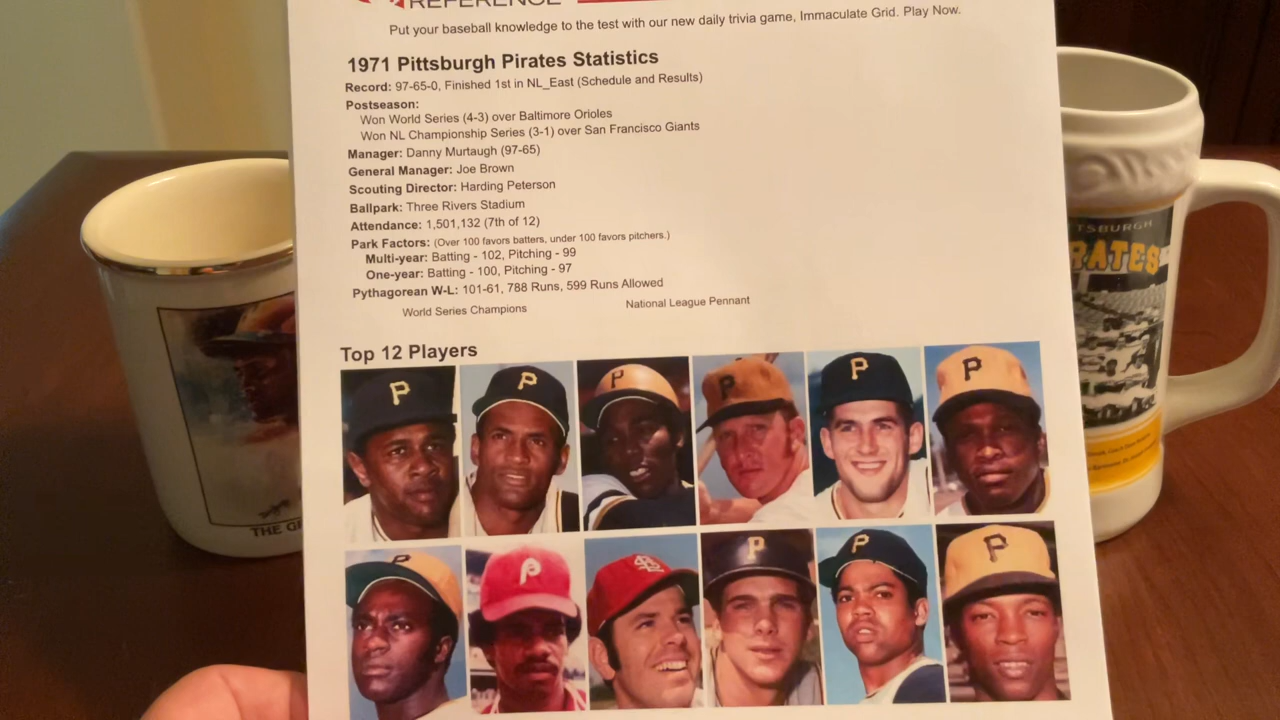 REFERENCE
Put your baseball knowledge to the test with our new daily trivia game, Immaculate Grid. Play Now.
1971 Pittsburgh Pirates Statistics
Record: 97-65-0, Finished 1st in NL_East (Schedule and Results)
Postseason:
Won World Series (4-3) over Baltimore Orioles
Won NL Championship Series (3-1) over San Francisco Giants
Manager: Danny Murtaugh (97-65)
General Manager: Joe Brown
Scouting Director: Harding Peterson
Ballpark: Three Rivers Stadium
Attendance: 1,501,132 (7th of 12)
Park Factors: (Over 100 favors batters, under 100 favors pitchers.)
Multi-year: Batting - 102, Pitching - 99
One-year: Batting - 100, Pitching - 97
Pythagorean W-L: 101-61, 788 Runs, 599 Runs Allowed
World Series Champions National League Pennant
Top 12 Players
P P P P P P
P P STL P P P
THE GR
TSBURGH
RATES